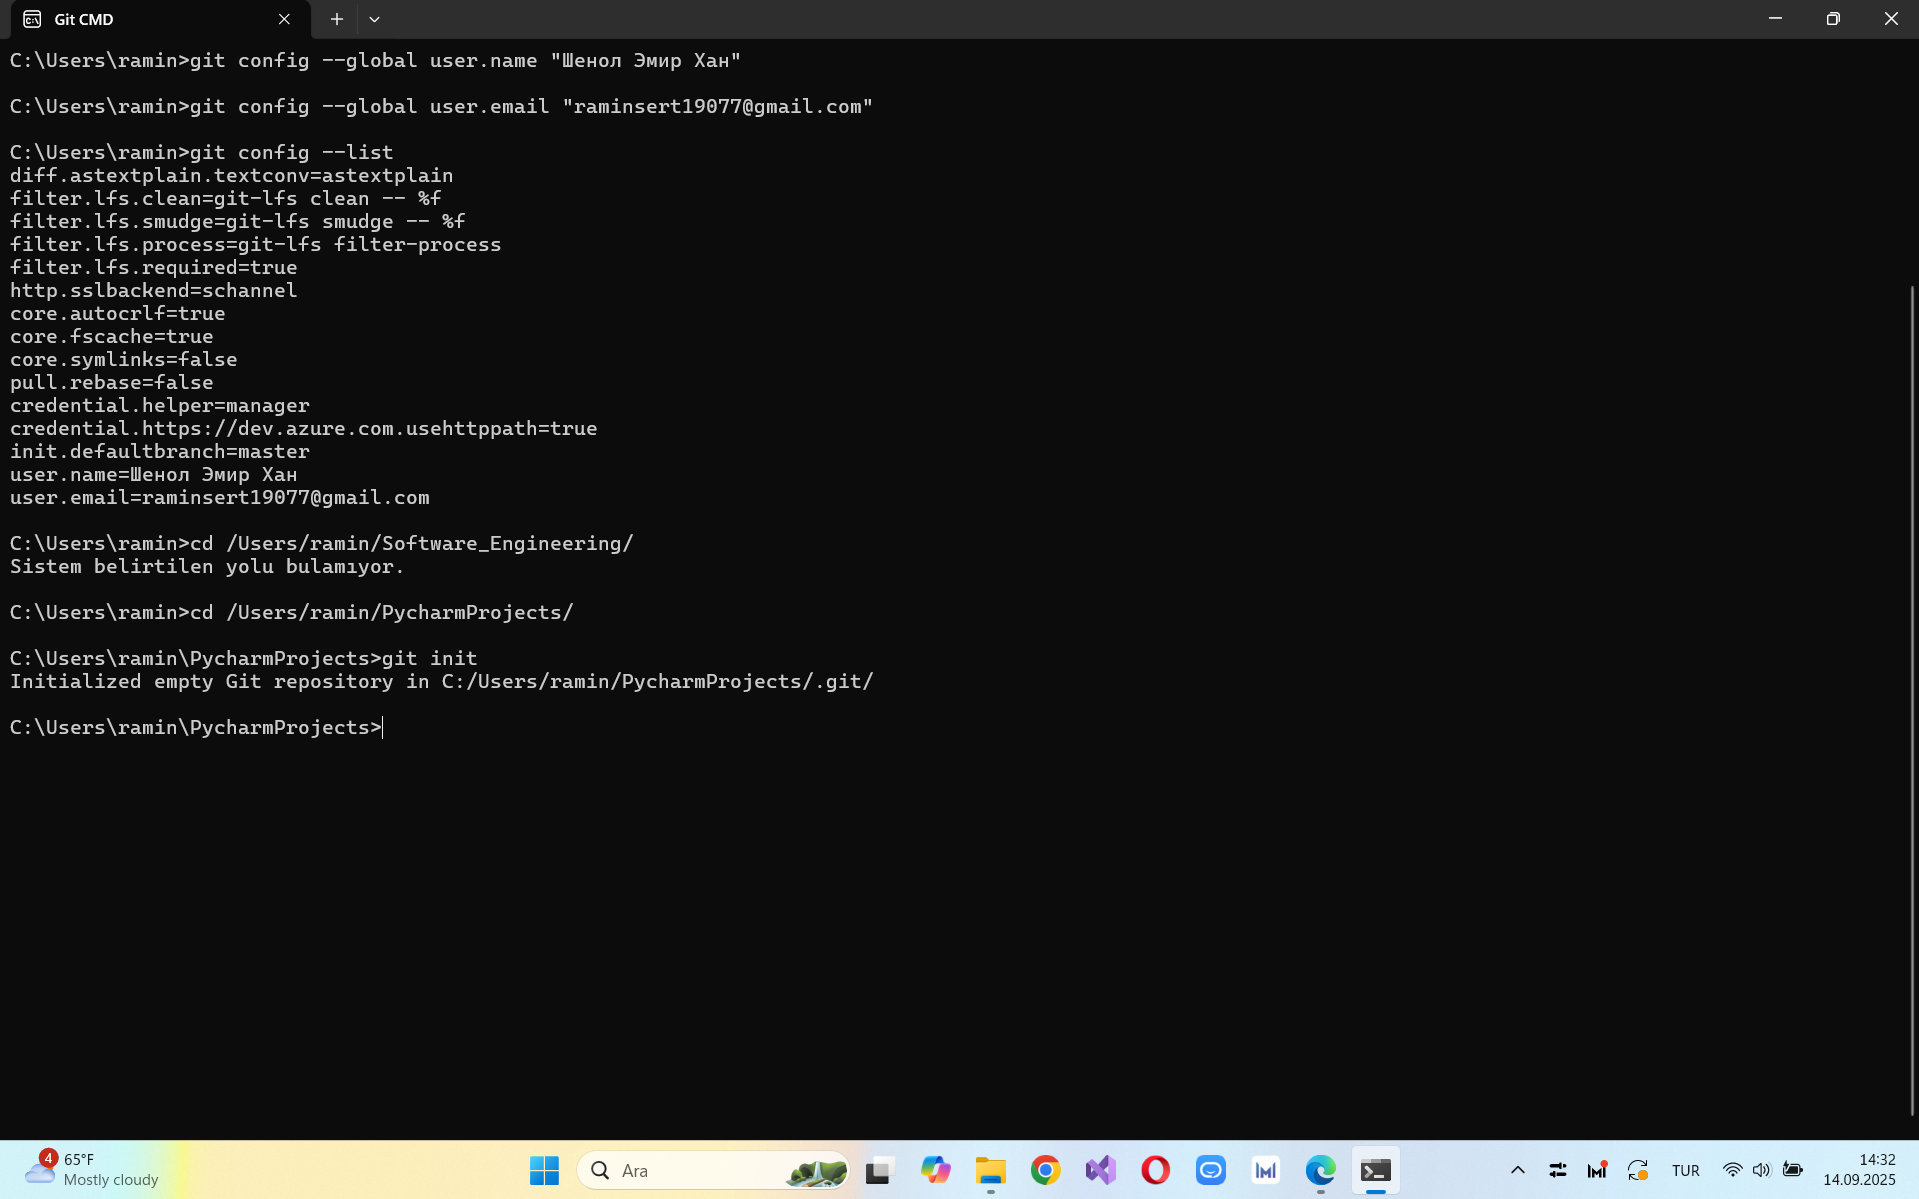 Git CMD
C:\Users\ramin>git config --global user.name "Шенол Эмир Хан"
C:\Users\ramin>git config --global user.email "raminsert19077@gmail.com"
C:\Users\ramin>git config --list
diff.astextplain.textconv=astextplain
filter.lfs.clean=git-lfs clean -- %f
filter.lfs.smudge=git-lfs smudge -- %f
filter.lfs.process=git-lfs filter-process
filter.lfs.required=true
http.sslbackend=schannel
core.autocrlf=true
core.fscache=true
core.symlinks=false
pull.rebase=false
credential.helper=manager
credential.https://dev.azure.com.usehttppath=true
init.defaultbranch=master
user.name=Шенол Эмир Хан
user.email=raminsert19077@gmail.com
C:\Users\ramin>cd /Users/ramin/Software_Engineering/
Sistem belirtilen yolu bulamıyor.
C:\Users\ramin>cd /Users/ramin/PycharmProjects/
C:\Users\ramin\PycharmProjects>git init
Initialized empty Git repository in C:/Users/ramin/PycharmProjects/.git/
C:\Users\ramin\PycharmProjects>
4
65°F
Mostly cloudy
Ara
TUR
14:32
14.09.2025